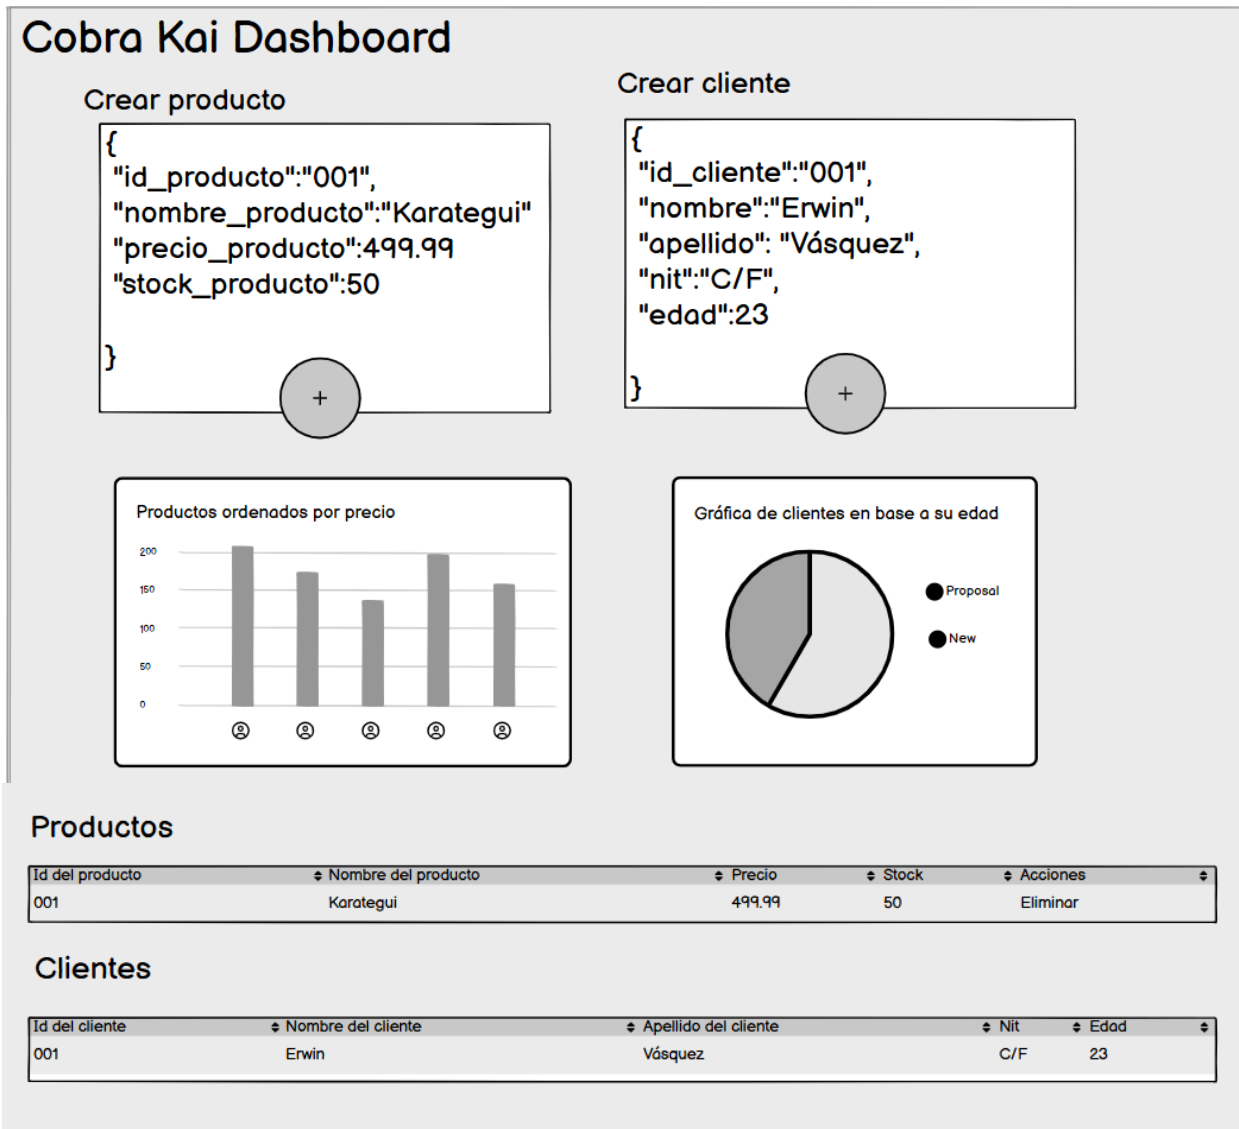 Cobra Kai Dashboard
Crear producto
{
"id_producto":"001",
"nombre_producto":"Karategui"
"precio_producto":499.99
"stock_producto":50
}
+
Crear cliente
{
"id_cliente":"001",
"nombre":"Erwin",
"apellido": "Vásquez",
"nit":"C/F",
"edad":23
}
+
Productos ordenados por precio
200
150
100
50
0
Gráfica de clientes en base a su edad
Proposal
New
Productos
Id del producto Nombre del producto Precio Stock Acciones
001 Karategui 499.99 50 Eliminar
Clientes
Id del cliente Nombre del cliente Apellido del cliente Nit Edad
001 Erwin Vásquez C/F 23